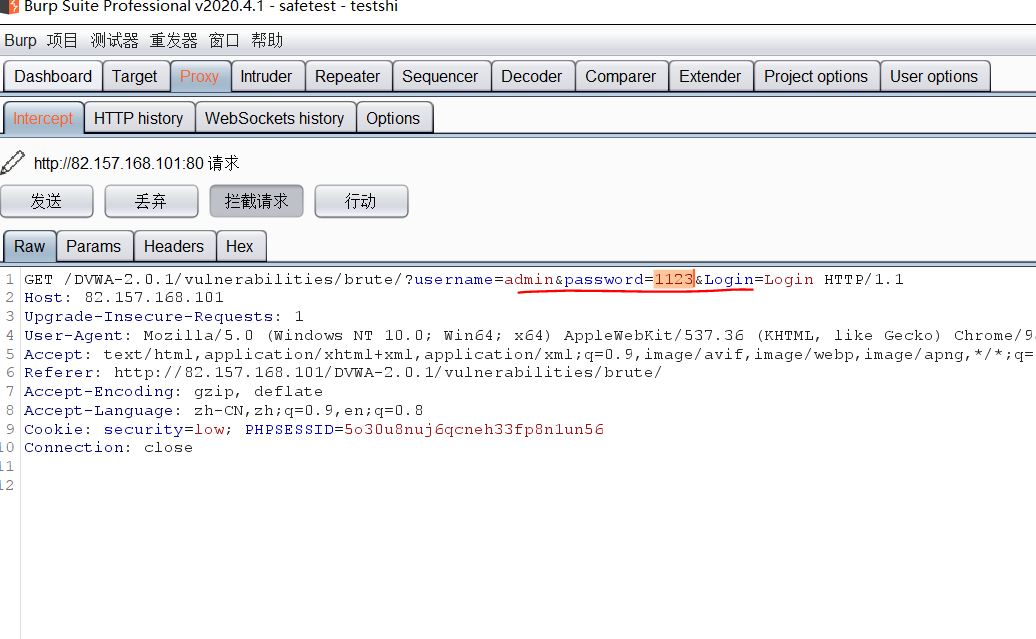 Burp Suite Professional v2020.4.1 - safetest - testshi
Burp 项目 测试器 重发器 窗口 帮助
Dashboard Target Proxy Intruder Repeater Sequencer Decoder Comparer Extender Project options User options
Intercept HTTP history WebSockets history Options
http://82.157.168.101:80 请求
发送 丢弃 拦截请求 行动
Raw Params Headers Hex
1 GET /DVWA-2.0.1/vulnerabilities/brute/?username=admin&password=1123&Login=Login HTTP/1.1
2 Host: 82.157.168.101
3 Upgrade-Insecure-Requests: 1
4 User-Agent: Mozilla/5.0 (Windows NT 10.0; Win64; x64) AppleWebKit/537.36 (KHTML, like Gecko) Chrome/9
5 Accept: text/html,application/xhtml+xml,application/xml;q=0.9,image/avif,image/webp,image/apng,*/*;q=
6 Referer: http://82.157.168.101/DVWA-2.0.1/vulnerabilities/brute/
7 Accept-Encoding: gzip, deflate
8 Accept-Language: zh-CN,zh;q=0.9,en;q=0.8
9 Cookie: security=low; PHPSESSID=5o30u8nuj6qcneh33fp8n1un56
10 Connection: close
11
12